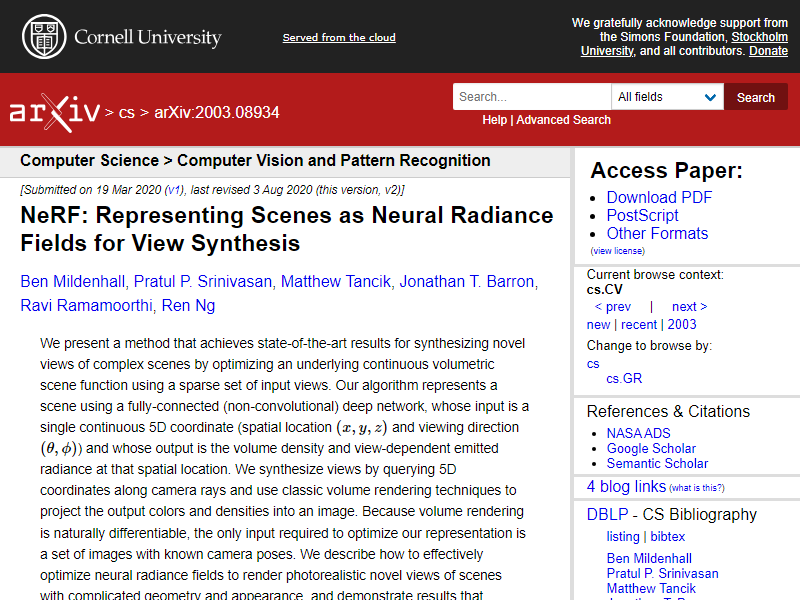 Cornell University
Served from the cloud
We gratefully acknowledge support from
the Simons Foundation, Stockholm
University, and all contributors. Donate
arXiv > cs > arXiv:2003.08934
Search...
All fields
Search
Help | Advanced Search
Computer Science > Computer Vision and Pattern Recognition
[Submitted on 19 Mar 2020 (v1), last revised 3 Aug 2020 (this version, v2)]
NeRF: Representing Scenes as Neural Radiance
Fields for View Synthesis
Ben Mildenhall, Pratul P. Srinivasan, Matthew Tancik, Jonathan T. Barron,
Ravi Ramamoorthi, Ren Ng
We present a method that achieves state-of-the-art results for synthesizing novel
views of complex scenes by optimizing an underlying continuous volumetric
scene function using a sparse set of input views. Our algorithm represents a
scene using a fully-connected (non-convolutional) deep network, whose input is a
single continuous 5D coordinate (spatial location (x, y, z) and viewing direction
(θ, ϕ)) and whose output is the volume density and view-dependent emitted
radiance at that spatial location. We synthesize views by querying 5D
coordinates along camera rays and use classic volume rendering techniques to
project the output colors and densities into an image. Because volume rendering
is naturally differentiable, the only input required to optimize our representation is
a set of images with known camera poses. We describe how to effectively
optimize neural radiance fields to render photorealistic novel views of scenes
with complicated geometry and appearance, and demonstrate results that
Access Paper:
Download PDF
PostScript
Other Formats
(view license)
Current browse context:
cs.CV
< prev | next >
new | recent | 2003
Change to browse by:
cs
cs.GR
References & Citations
NASA ADS
Google Scholar
Semantic Scholar
4 blog links (what is this?)
DBLP - CS Bibliography
listing | bibtex
Ben Mildenhall
Pratul P. Srinivasan
Matthew Tancik